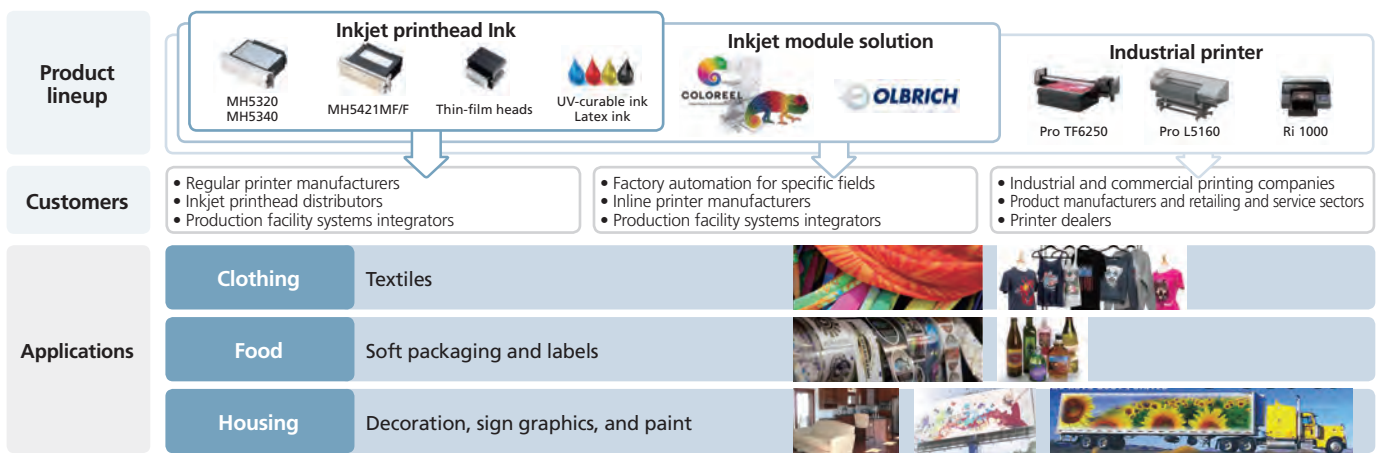 Product
lineup
Inkjet printhead Ink
MH5320
MH5340
MH5421MF/F
Thin-film heads
UV-curable ink
Latex ink
Inkjet module solution
COLOREEL
OLBRICH
Industrial printer
Pro TF6250
Pro L5160
Ri 1000
Customers
• Regular printer manufacturers
• Inkjet printhead distributors
• Production facility systems integrators
• Factory automation for specific fields
• Inline printer manufacturers
• Production facility systems integrators
• Industrial and commercial printing companies
• Product manufacturers and retailing and service sectors
• Printer dealers
Applications
Clothing
Textiles
Food
Soft packaging and labels
Housing
Decoration, sign graphics, and paint